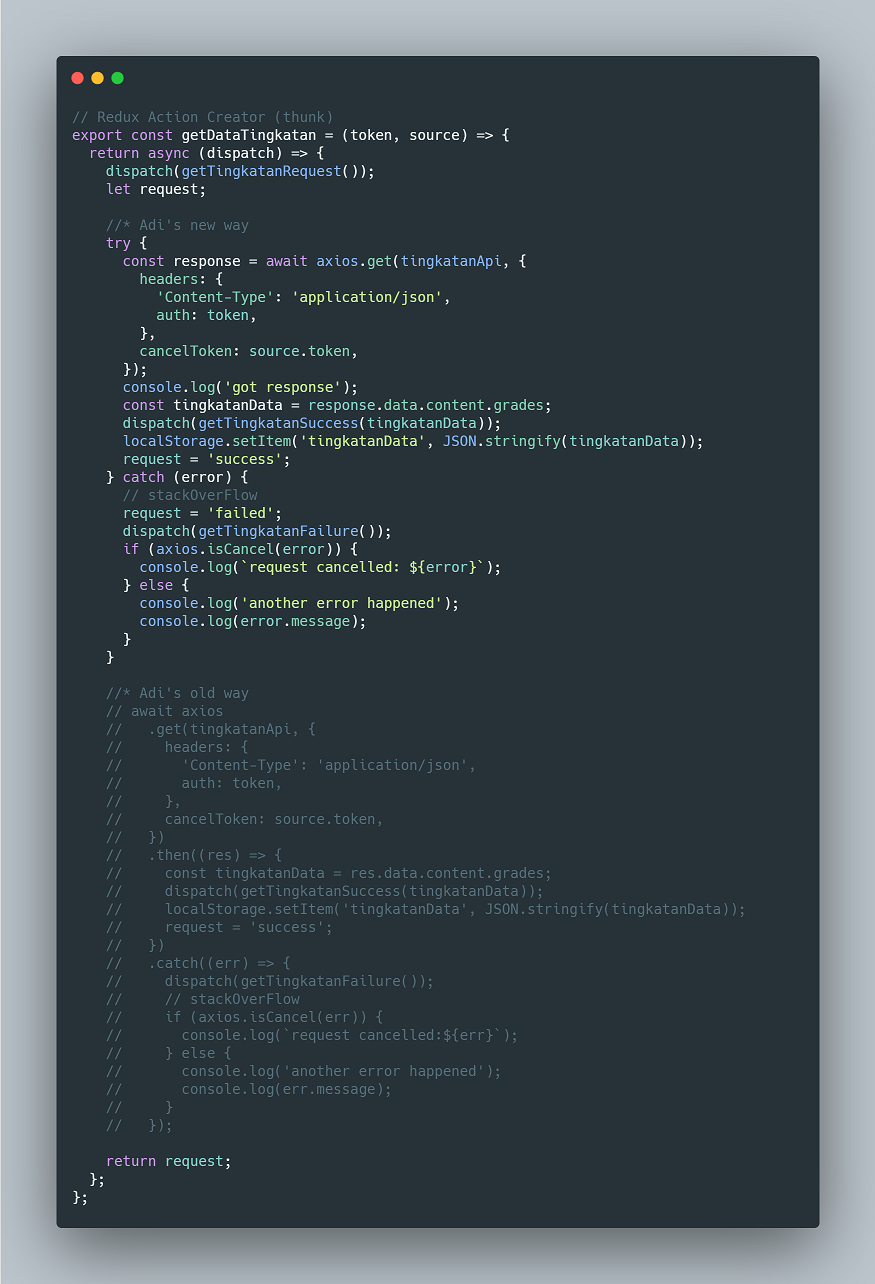 // Redux Action Creator (thunk)
export const getDataTingkatan = (token, source) => {
  return async (dispatch) => {
    dispatch(getTingkatanRequest());
    let request;

    //* Adi's new way
    try {
      const response = await axios.get(tingkatanApi, {
        headers: {
          'Content-Type': 'application/json',
          auth: token,
        },
        cancelToken: source.token,
      });
      console.log('got response');
      const tingkatanData = response.data.content.grades;
      dispatch(getTingkatanSuccess(tingkatanData));
      localStorage.setItem('tingkatanData', JSON.stringify(tingkatanData));
      request = 'success';
    } catch (error) {
      // stackOverFlow
      request = 'failed';
      dispatch(getTingkatanFailure());
      if (axios.isCancel(error)) {
        console.log(`request cancelled: ${error}`);
      } else {
        console.log('another error happened');
        console.log(error.message);
      }
    }

    //* Adi's old way
    // await axios
    //   .get(tingkatanApi, {
    //     headers: {
    //       'Content-Type': 'application/json',
    //       auth: token,
    //     },
    //     cancelToken: source.token,
    //   })
    //   .then((res) => {
    //     const tingkatanData = res.data.content.grades;
    //     dispatch(getTingkatanSuccess(tingkatanData));
    //     localStorage.setItem('tingkatanData', JSON.stringify(tingkatanData));
    //     request = 'success';
    //   })
    //   .catch((err) => {
    //     dispatch(getTingkatanFailure());
    //     // stackOverFlow
    //     if (axios.isCancel(err)) {
    //       console.log(`request cancelled:${err}`);
    //     } else {
    //       console.log('another error happened');
    //       console.log(err.message);
    //     }
    //   });

    return request;
  };
};